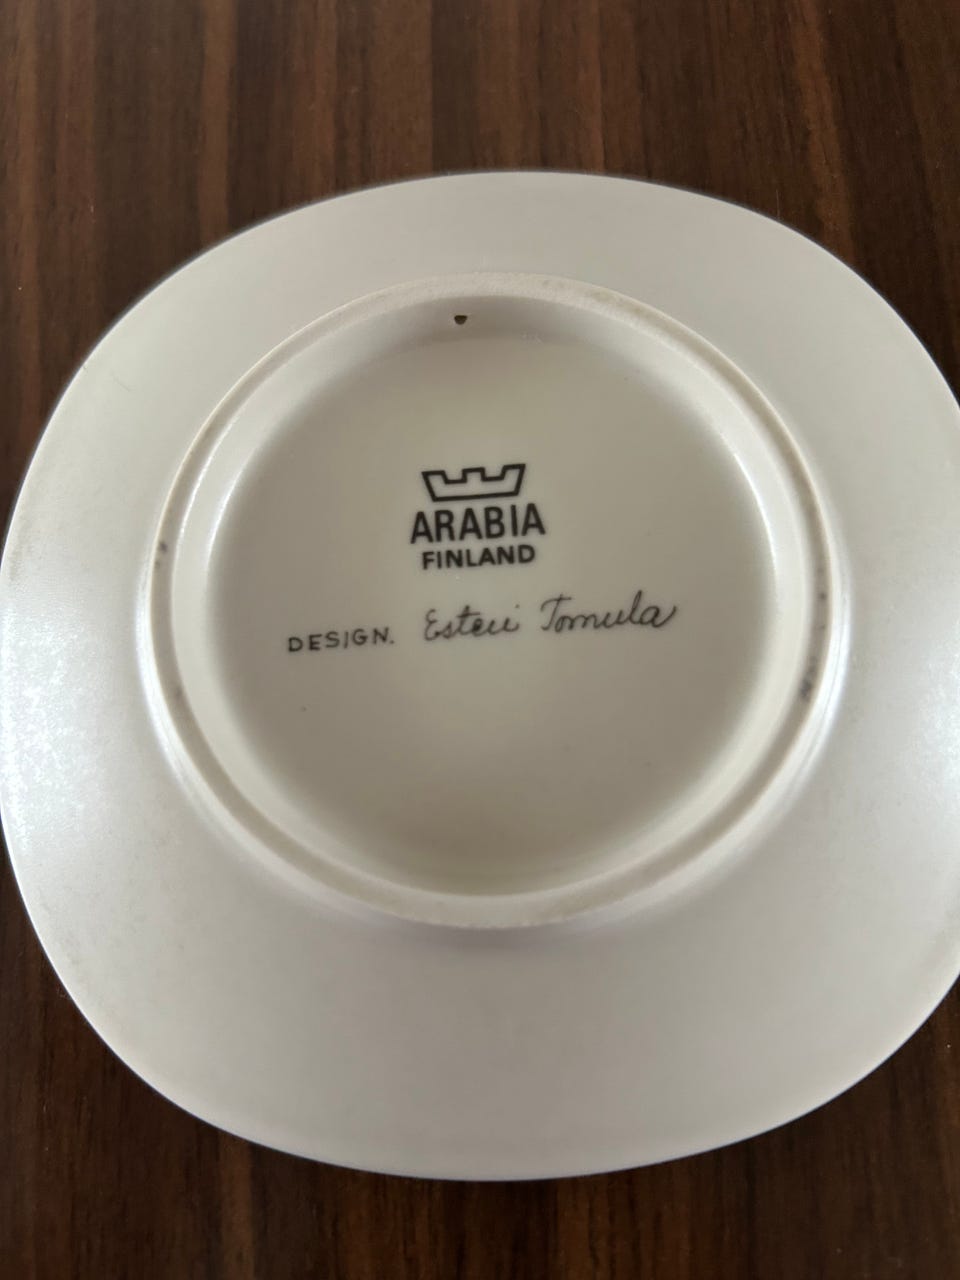 ARABIA
FINLAND
DESIGN. Esteri Tomula